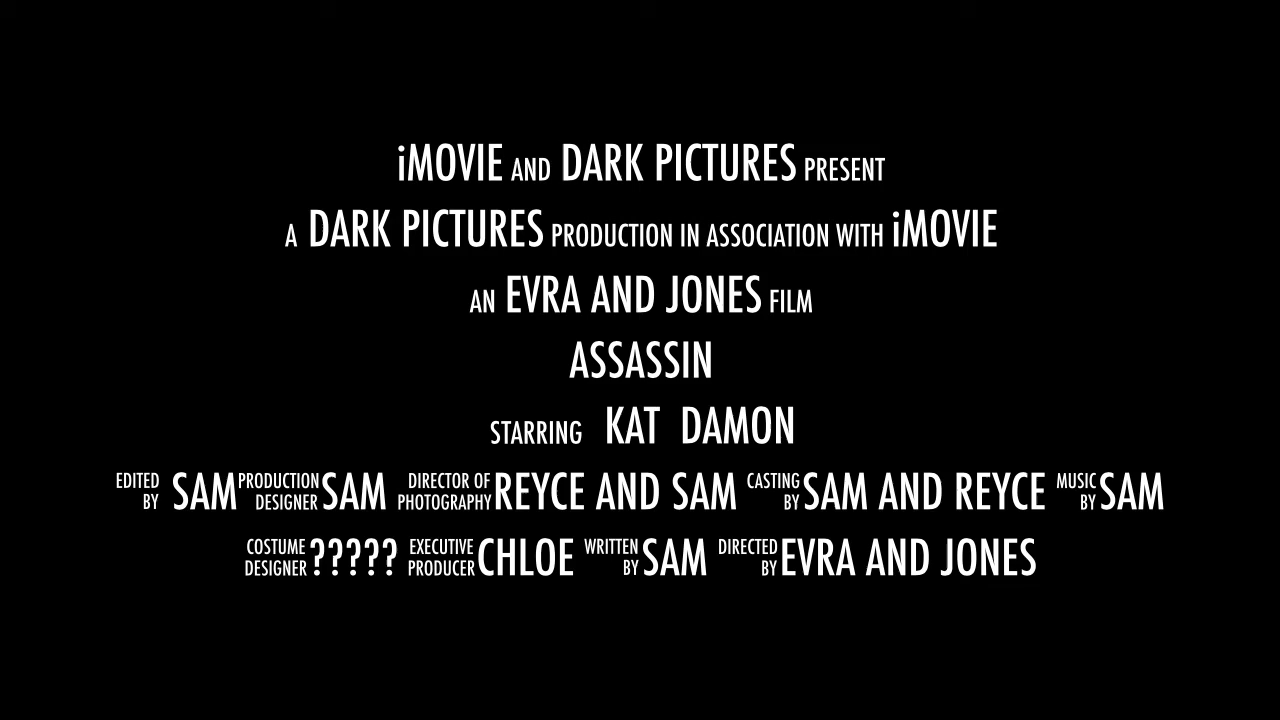 iMOVIE AND DARK PICTURES PRESENT
A DARK PICTURES PRODUCTION IN ASSOCIATION WITH iMOVIE
AN EVRA AND JONES FILM
ASSASSIN
STARRING KAT DAMON
EDITED BY SAM PRODUCTION DESIGNER SAM DIRECTOR OF PHOTOGRAPHY REYCE AND SAM CASTING BY SAM AND REYCE MUSIC BY SAM
COSTUME DESIGNER ????? EXECUTIVE PRODUCER CHLOE WRITTEN BY SAM DIRECTED BY EVRA AND JONES